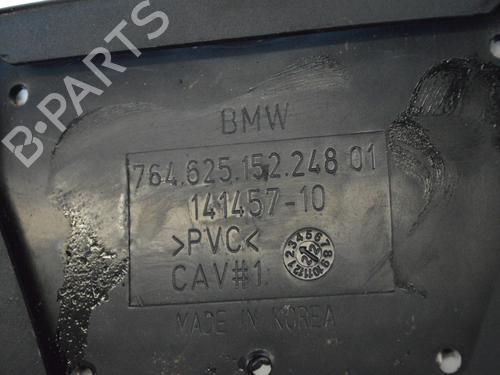 B·PARTS
BMW
764.625.152.248 01
141457-10
>PVC<
CAV#1
MADE IN KOREA